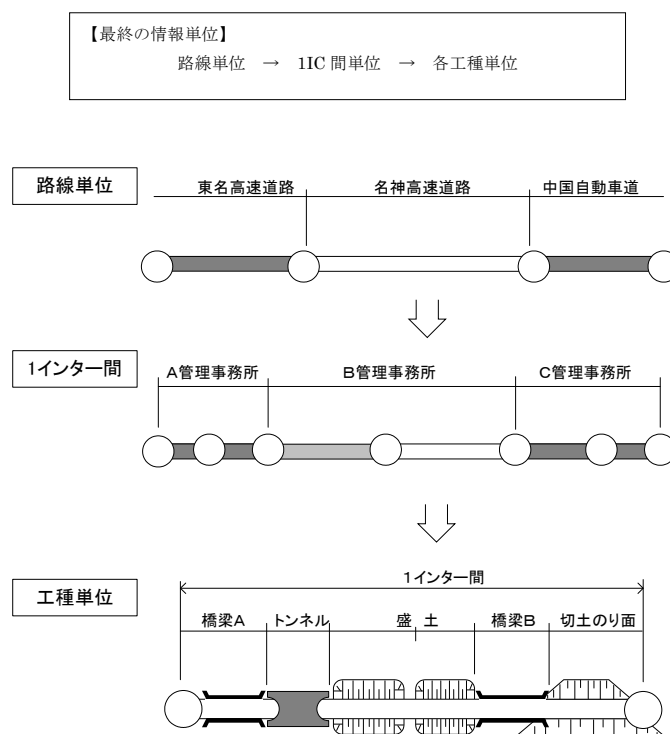 【最終の情報単位】
路線単位 → 1IC 間単位 → 各工種単位
路線単位
東名高速道路 名神高速道路 中国自動車道
1インター間
A管理事務所 B管理事務所 C管理事務所
工種単位
1インター間
橋梁A トンネル 盛 土 橋梁B 切土のり面